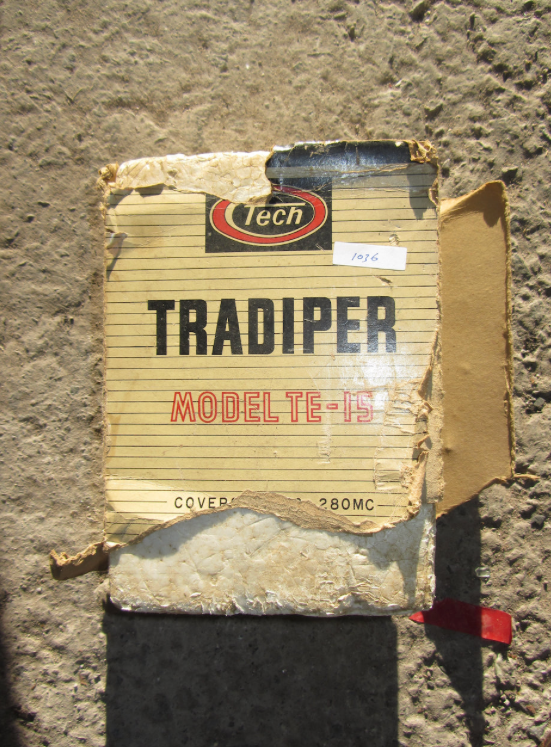 Tech
1036
TRADIPER
MODEL TE-15
280MC